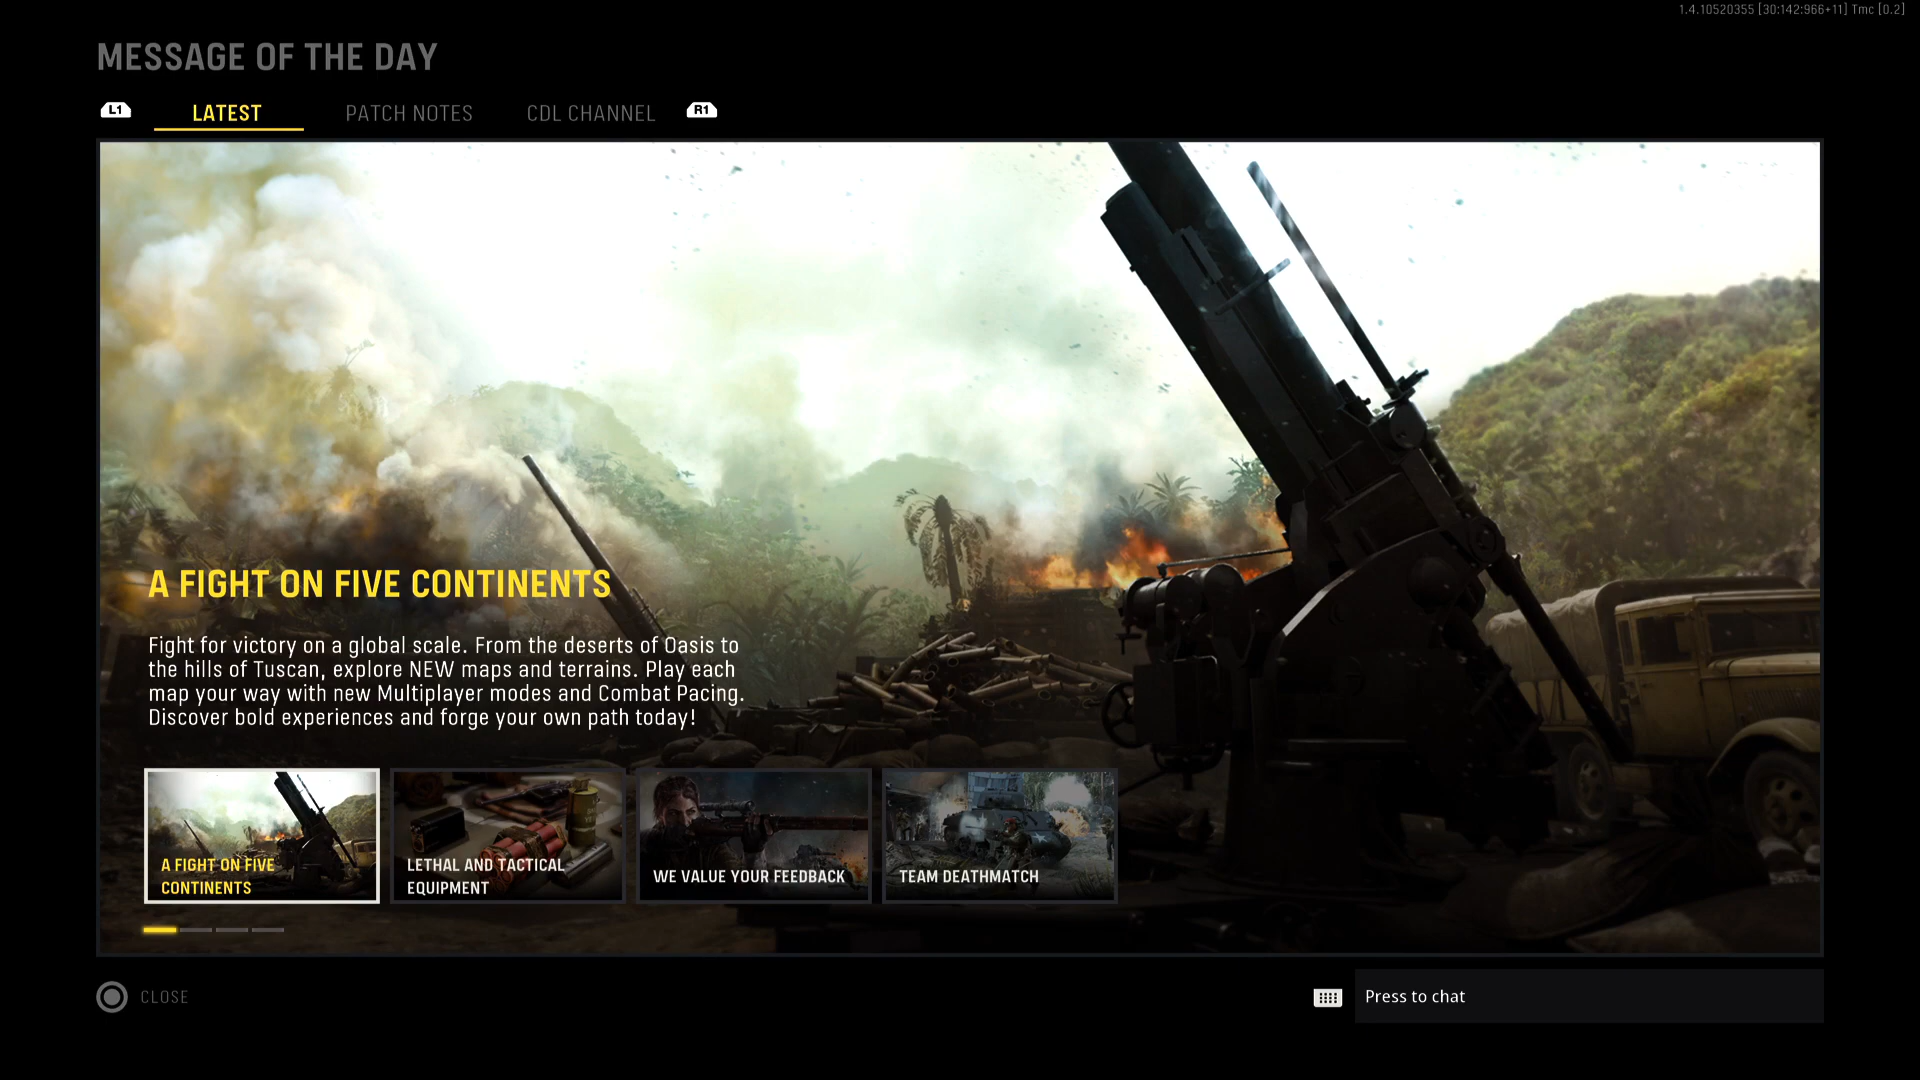 1.4.10520355 [30:142:966+11] Tmc [0.2]
MESSAGE OF THE DAY
L1 LATEST PATCH NOTES CDL CHANNEL R1
A FIGHT ON FIVE CONTINENTS
Fight for victory on a global scale. From the deserts of Oasis to
the hills of Tuscan, explore NEW maps and terrains. Play each
map your way with new Multiplayer modes and Combat Pacing.
Discover bold experiences and forge your own path today!
A FIGHT ON FIVE
CONTINENTS
LETHAL AND TACTICAL
EQUIPMENT
WE VALUE YOUR FEEDBACK
TEAM DEATHMATCH
CLOSE
Press to chat